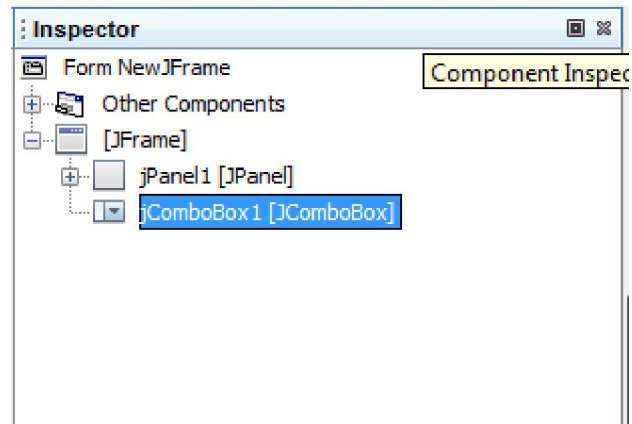 Inspector
Form NewJFrame
Component Inspec
Other Components
[JFrame]
jPanel1 [JPanel]
jComboBox1 [JComboBox]